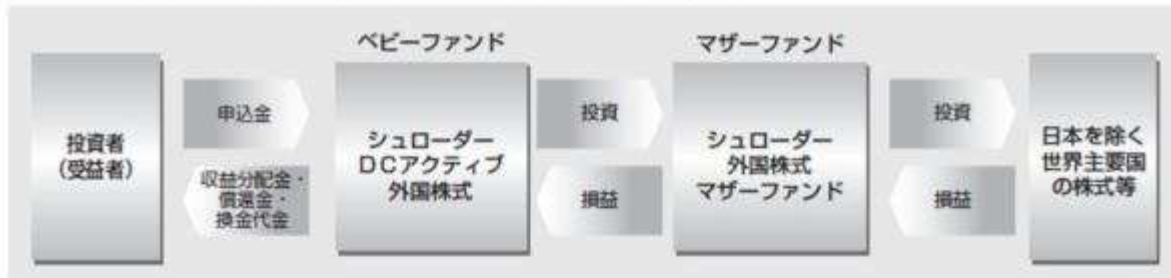 ベビーファンド
マザーファンド
投資者
（受益者）
申込金
収益分配金・
償還金・
換金代金
シュローダー
ＤＣアクティブ
外国株式
投資
損益
シュローダー
外国株式
マザーファンド
投資
損益
日本を除く
世界主要国
の株式等